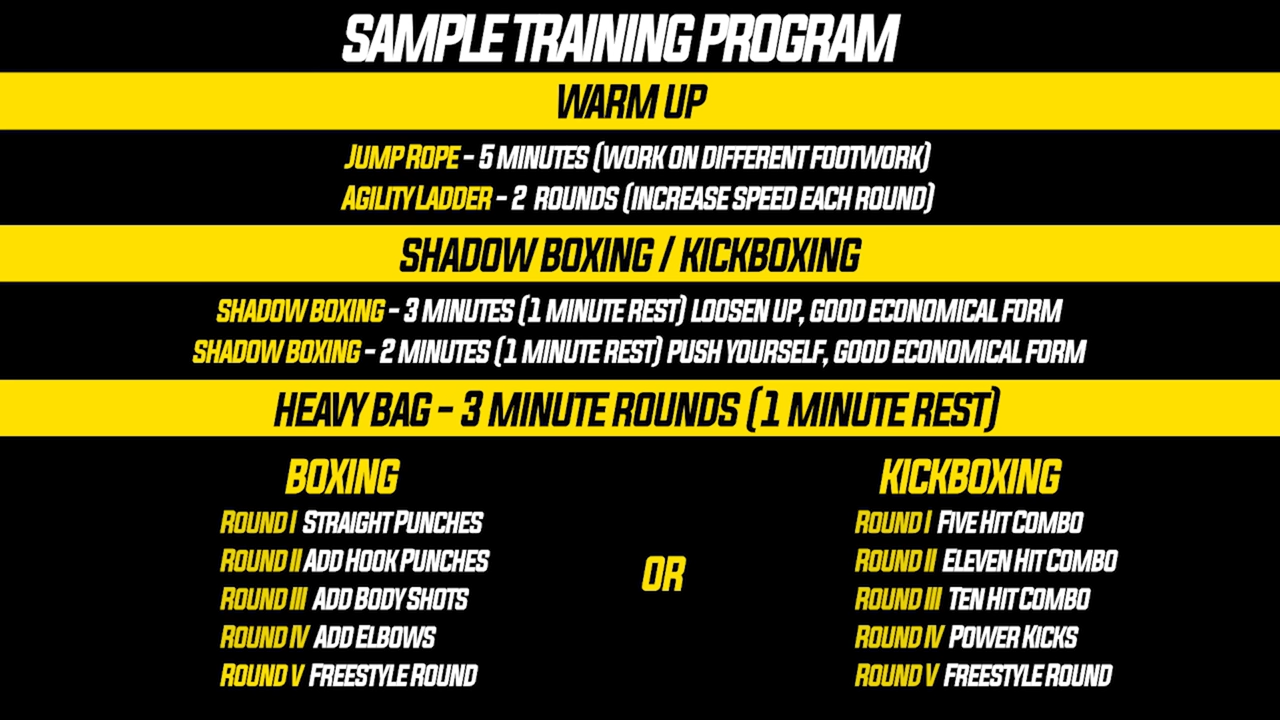 SAMPLE TRAINING PROGRAM
WARM UP
JUMP ROPE - 5 MINUTES (WORK ON DIFFERENT FOOTWORK)
AGILITY LADDER - 2 ROUNDS (INCREASE SPEED EACH ROUND)
SHADOW BOXING / KICKBOXING
SHADOW BOXING - 3 MINUTES (1 MINUTE REST) LOOSEN UP, GOOD ECONOMICAL FORM
SHADOW BOXING - 2 MINUTES (1 MINUTE REST) PUSH YOURSELF, GOOD ECONOMICAL FORM
HEAVY BAG - 3 MINUTE ROUNDS (1 MINUTE REST)
BOXING
ROUND I STRAIGHT PUNCHES
ROUND II ADD HOOK PUNCHES
ROUND III ADD BODY SHOTS
ROUND IV ADD ELBOWS
ROUND V FREESTYLE ROUND
OR
KICKBOXING
ROUND I FIVE HIT COMBO
ROUND II ELEVEN HIT COMBO
ROUND III TEN HIT COMBO
ROUND IV POWER KICKS
ROUND V FREESTYLE ROUND